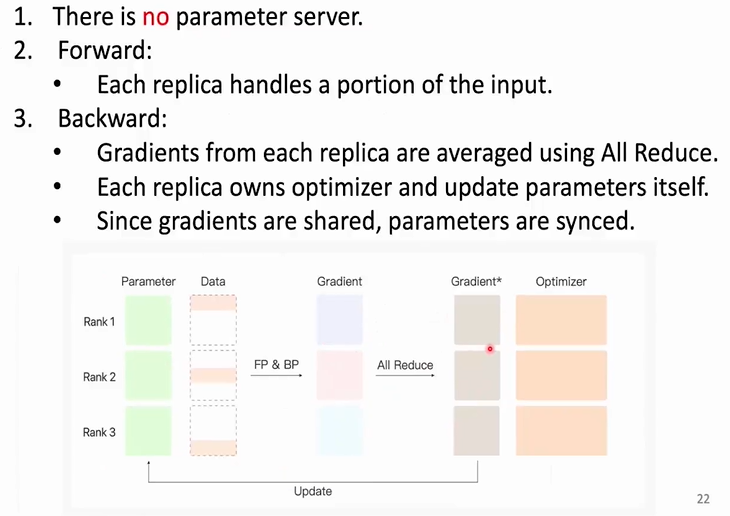 1. There is no parameter server.
2. Forward:
• Each replica handles a portion of the input.
3. Backward:
• Gradients from each replica are averaged using All Reduce.
• Each replica owns optimizer and update parameters itself.
• Since gradients are shared, parameters are synced.
Parameter Data Gradient Gradient* Optimizer
Rank 1
FP & BP All Reduce
Rank 2
Rank 3
Update
22